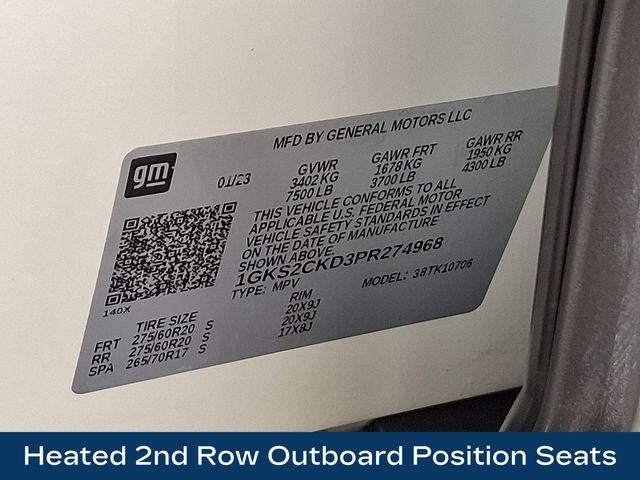 MFD BY GENERAL MOTORS LLC
gm
01/23
GVWR
3402 KG
7500 LB
GAWR FRT
1678 KG
3700 LB
GAWR RR
1950 KG
4300 LB
THIS VEHICLE CONFORMS TO ALL
APPLICABLE U.S. FEDERAL MOTOR
VEHICLE SAFETY STANDARDS IN EFFECT
ON THE DATE OF MANUFACTURE
SHOWN ABOVE.
1GKS2CKD3PR274968
TYPE: MPV
MODEL: 38TK10706
140X
TIRE SIZE
RIM
FRT 275/60R20 S 20X9J
RR 275/60R20 S 20X9J
SPA 265/70R17 S 17X8J
Heated 2nd Row Outboard Position Seats